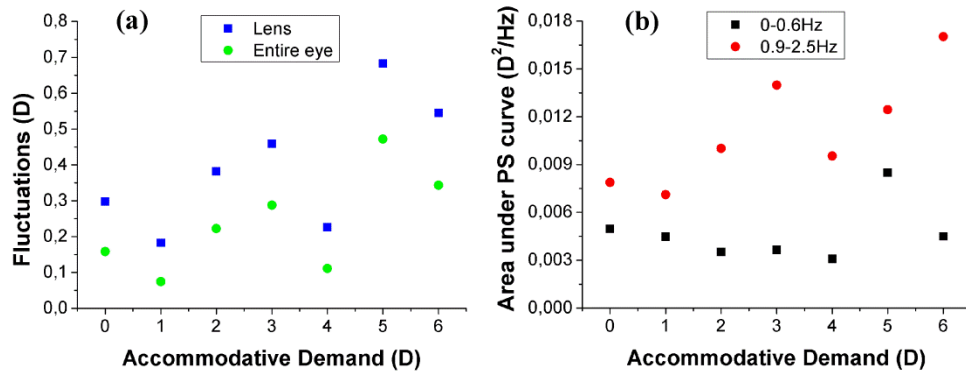 (a)
Lens
Entire eye
0,8
0,7
0,6
0,5
0,4
0,3
0,2
0,1
0,0
Fluctuations (D)
0 1 2 3 4 5 6
Accommodative Demand (D)
(b)
0-0.6Hz
0.9-2.5Hz
0,018
0,015
0,012
0,009
0,006
0,003
0,000
Area under PS curve (D²/Hz)
0 1 2 3 4 5 6
Accommodative Demand (D)